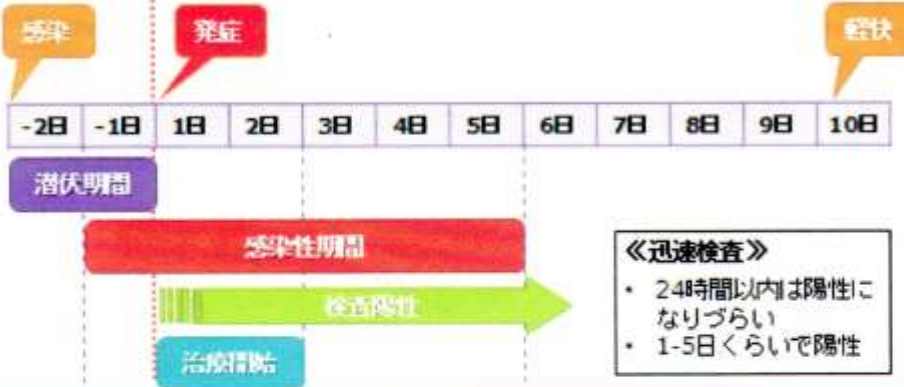 感染
発症
軽快
-2日 -1日 1日 2日 3日 4日 5日 6日 7日 8日 9日 10日
潜伏期間
感染性期間
検査陽性
治療開始
≪迅速検査≫
・ 24時間以内は陽性に
なりづらい
・ 1-5日くらいで陽性